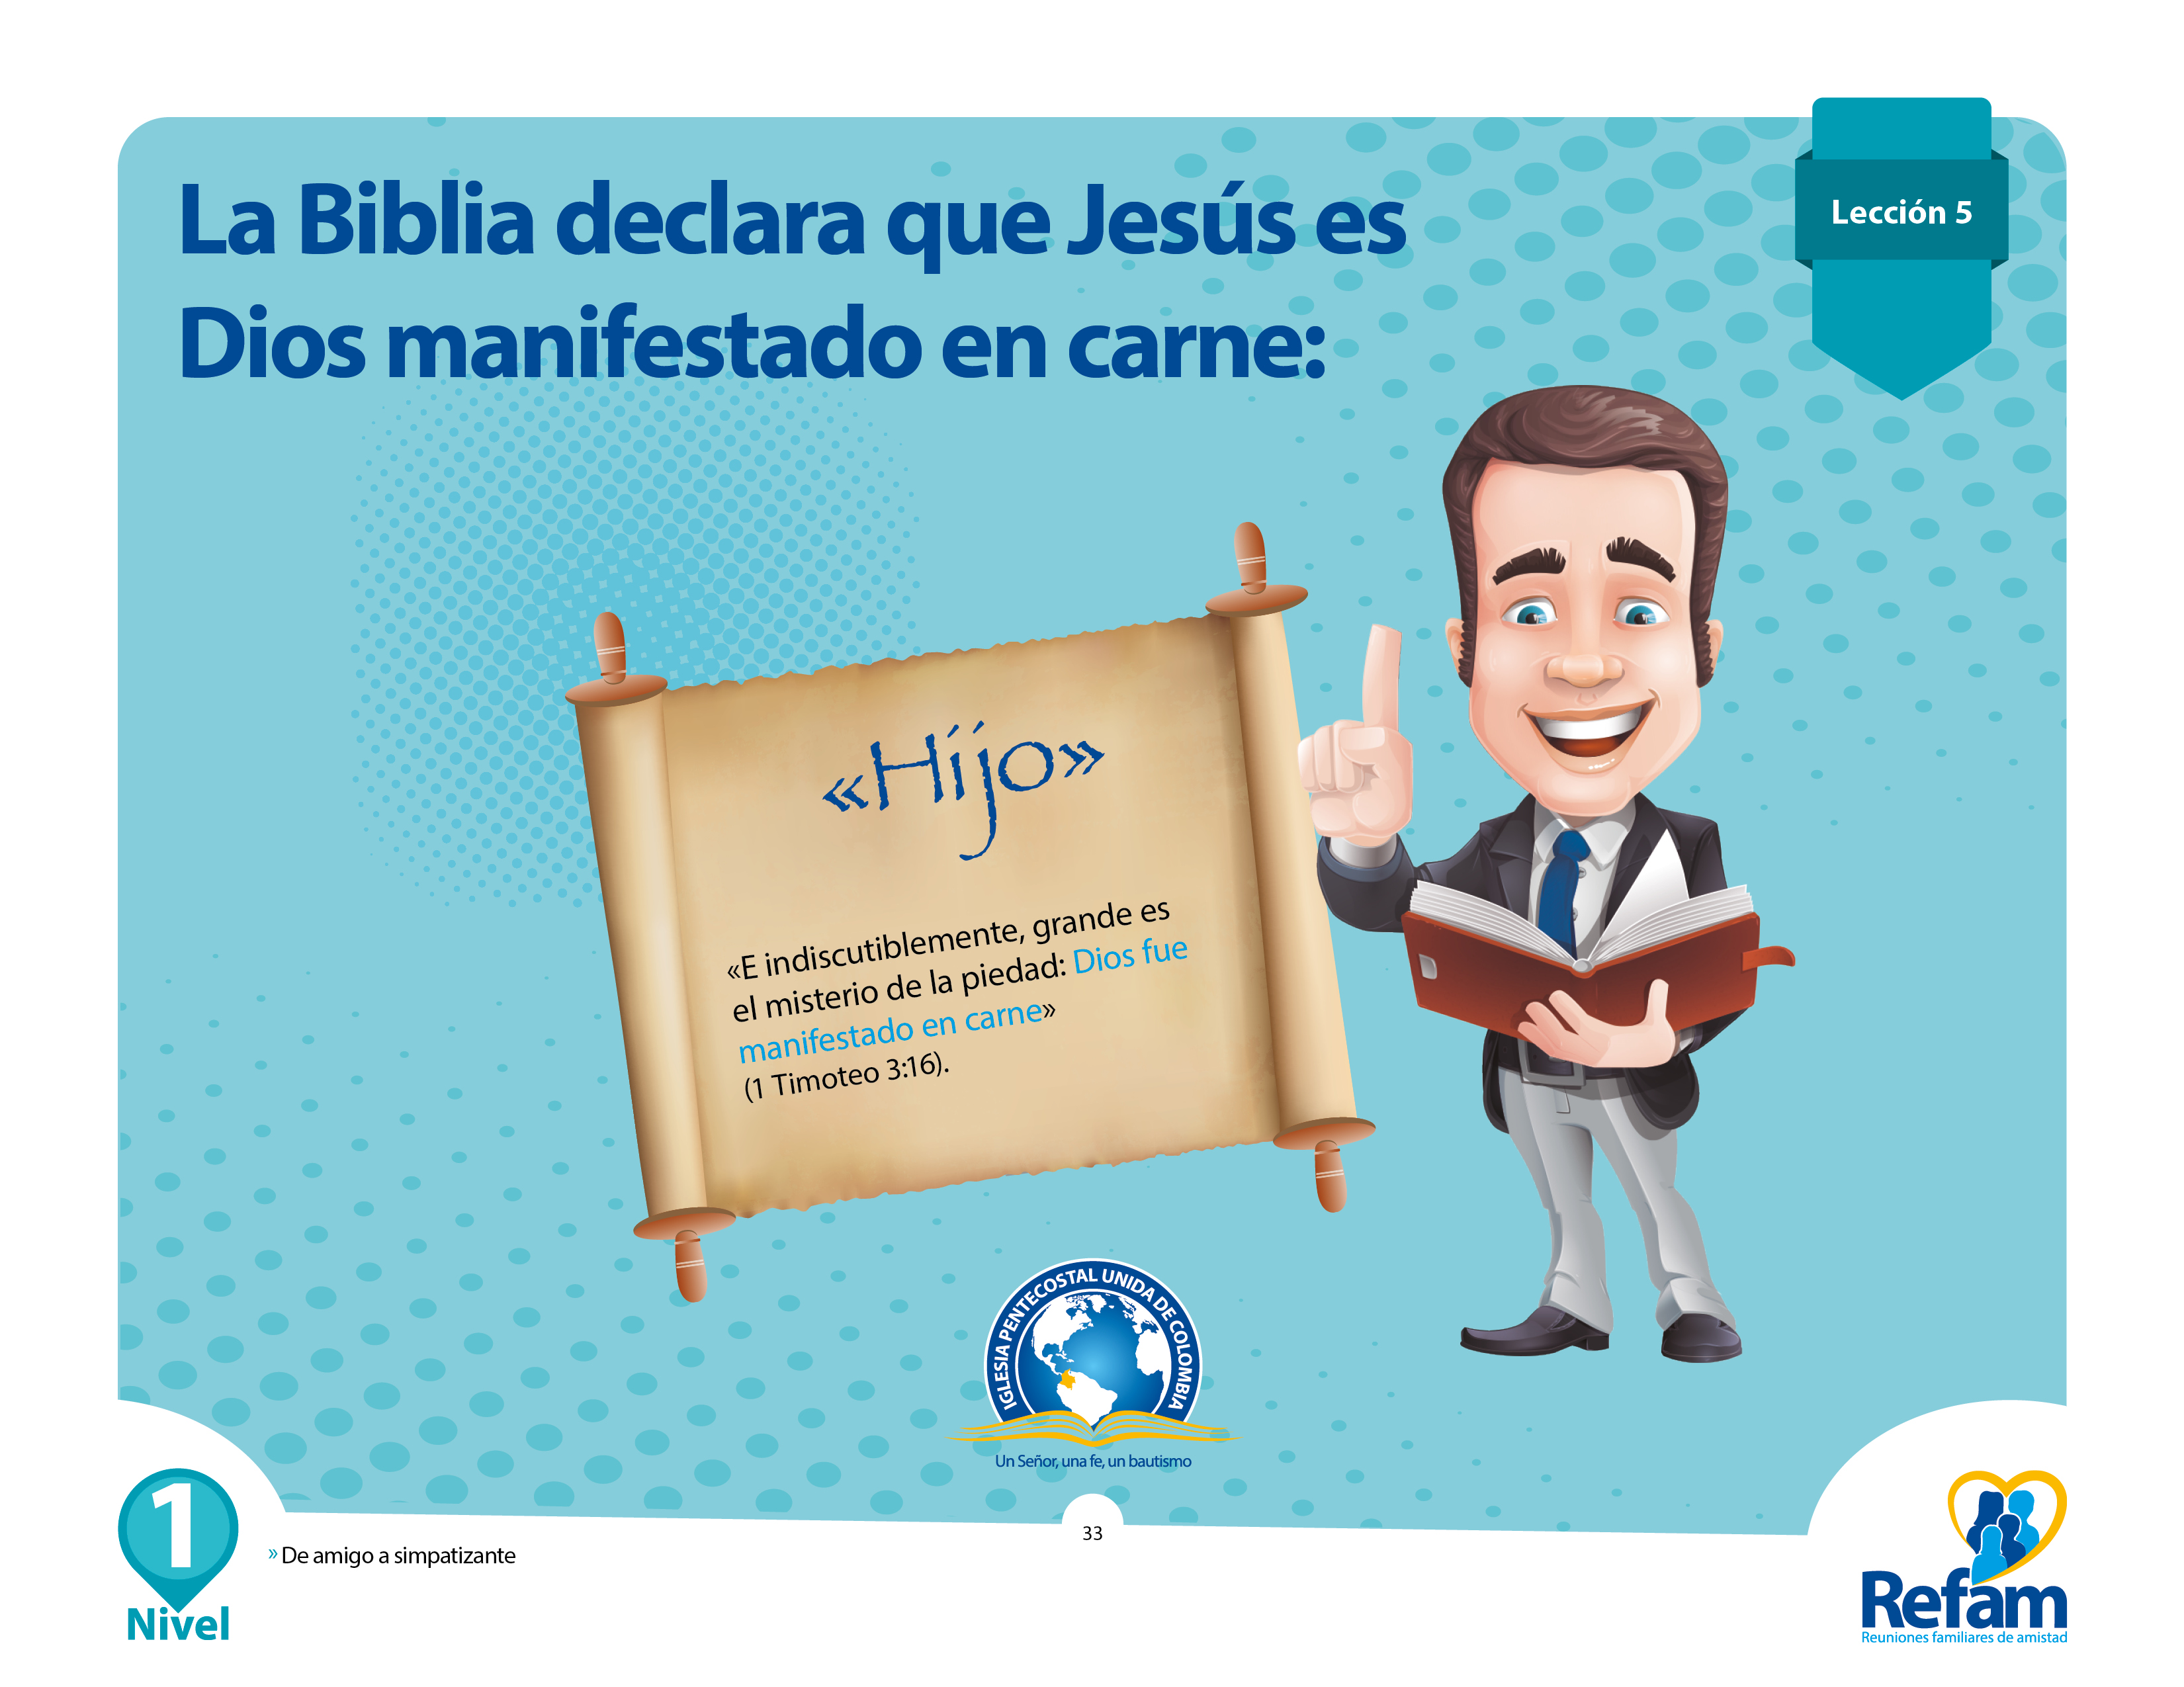 La Biblia declara que Jesús es
Dios manifestado en carne:
Lección 5
«Hijo»
«E indiscutiblemente, grande es
el misterio de la piedad: Dios fue
manifestado en carne»
(1 Timoteo 3:16).
IGLESIA PENTECOSTAL UNIDA DE COLOMBIA
Un Señor, una fe, un bautismo
33
1
Nivel
» De amigo a simpatizante
Refam
Reuniones familiares de amistad